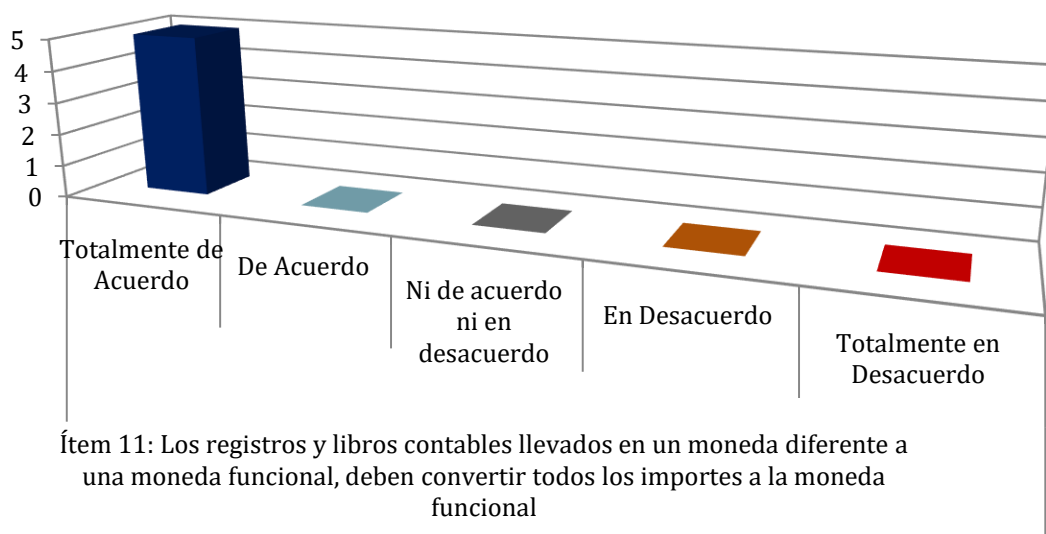 5
4
3
2
1
0
Totalmente de
Acuerdo
De Acuerdo
Ni de acuerdo
ni en
desacuerdo
En Desacuerdo
Totalmente en
Desacuerdo
Ítem 11: Los registros y libros contables llevados en un moneda diferente a
una moneda funcional, deben convertir todos los importes a la moneda
funcional